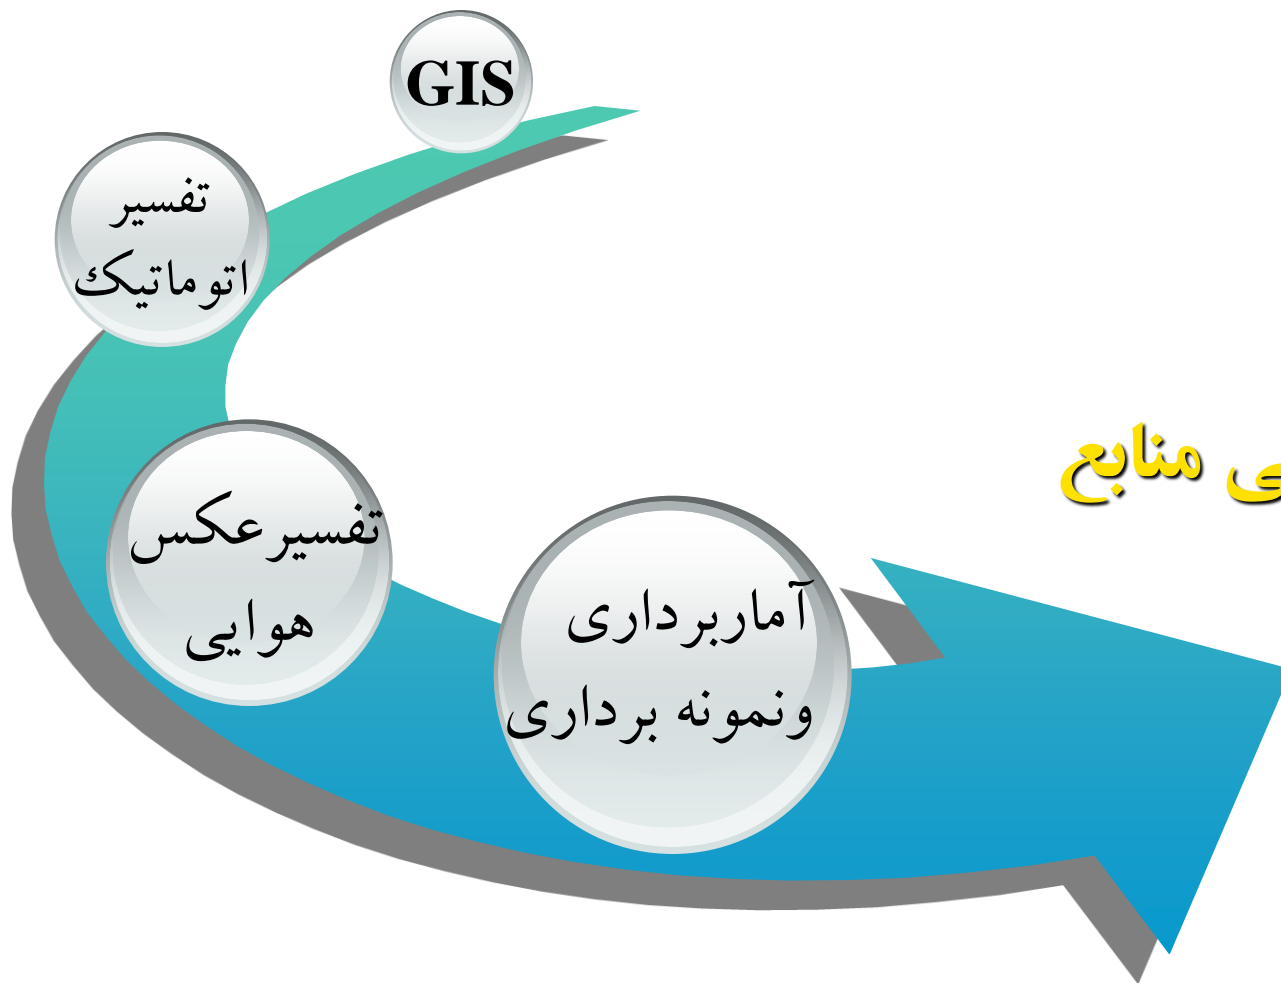 GIS
تفسیر
اتوماتیک
تفسیرعکس
هوایی
آماربرداری
ونمونه برداری
منابع